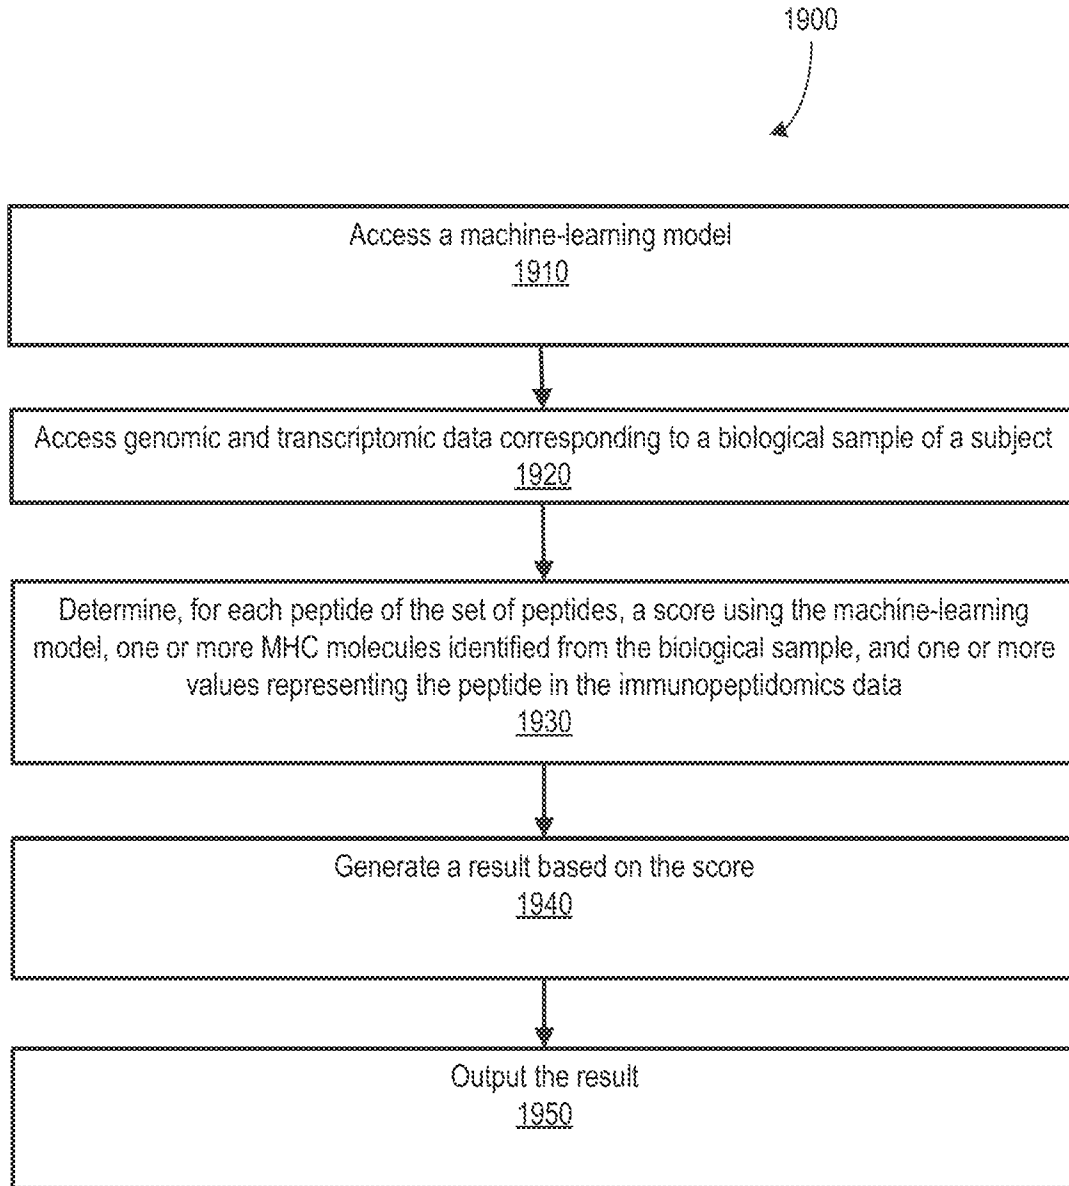 1900
Access a machine-learning model
1910
Access genomic and transcriptomic data corresponding to a biological sample of a subject
1920
Determine, for each peptide of the set of peptides, a score using the machine-learning
model, one or more MHC molecules identified from the biological sample, and one or more
values representing the peptide in the immunopeptidomics data
1930
Generate a result based on the score
1940
Output the result
1950